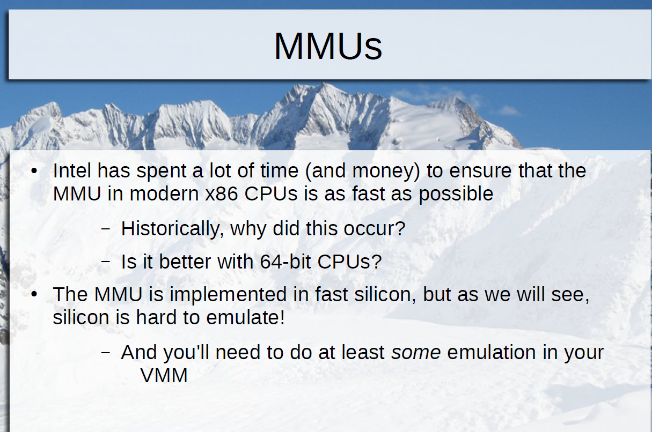 MMUs
• Intel has spent a lot of time (and money) to ensure that the
MMU in modern x86 CPUs is as fast as possible
– Historically, why did this occur?
– Is it better with 64-bit CPUs?
• The MMU is implemented in fast silicon, but as we will see,
silicon is hard to emulate!
– And you'll need to do at least some emulation in your
VMM